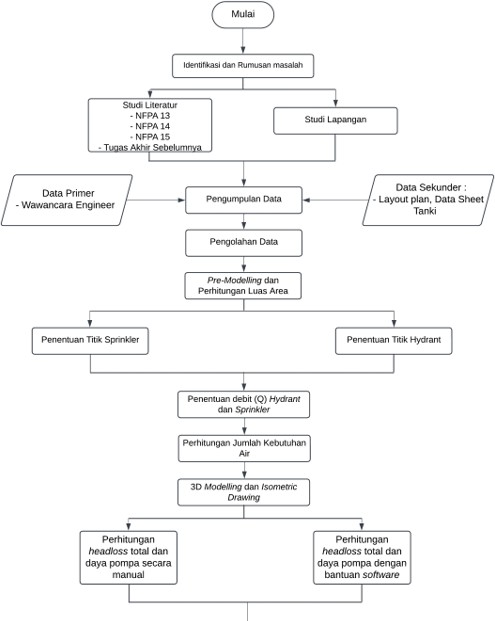 Mulai
Identifikasi dan Rumusan masalah
Studi Literatur
- NFPA 13
- NFPA 14
- NFPA 15
- Tugas Akhir Sebelumnya
Studi Lapangan
Data Primer
- Wawancara Engineer
Pengumpulan Data
Data Sekunder :
- Layout plan, Data Sheet
Tanki
Pengolahan Data
Pre-Modelling dan
Perhitungan Luas Area
Penentuan Titik Sprinkler
Penentuan Titik Hydrant
Penentuan debit (Q) Hydrant
dan Sprinkler
Perhitungan Jumlah Kebutuhan
Air
3D Modelling dan Isometric
Drawing
Perhitungan
headloss total dan
daya pompa secara
manual
Perhitungan
headloss total dan
daya pompa dengan
bantuan software